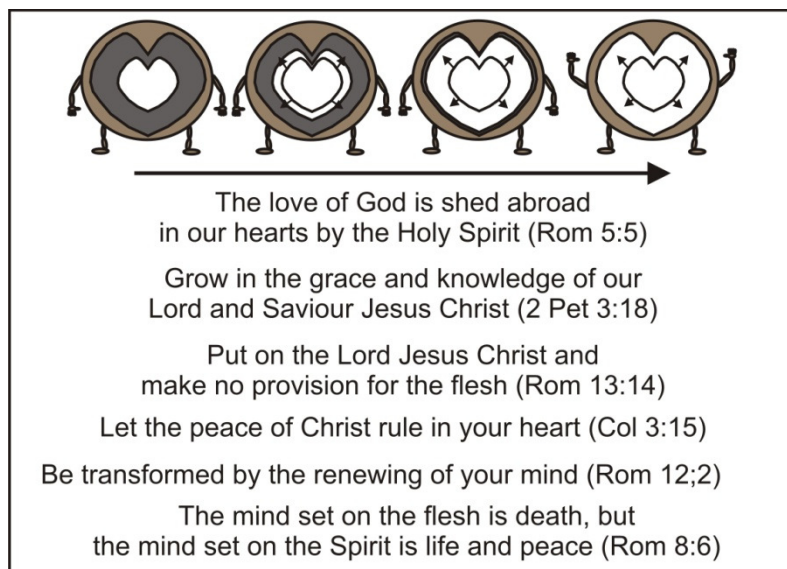 The love of God is shed abroad
in our hearts by the Holy Spirit (Rom 5:5)
Grow in the grace and knowledge of our
Lord and Saviour Jesus Christ (2 Pet 3:18)
Put on the Lord Jesus Christ and
make no provision for the flesh (Rom 13:14)
Let the peace of Christ rule in your heart (Col 3:15)
Be transformed by the renewing of your mind (Rom 12;2)
The mind set on the flesh is death, but
the mind set on the Spirit is life and peace (Rom 8:6)